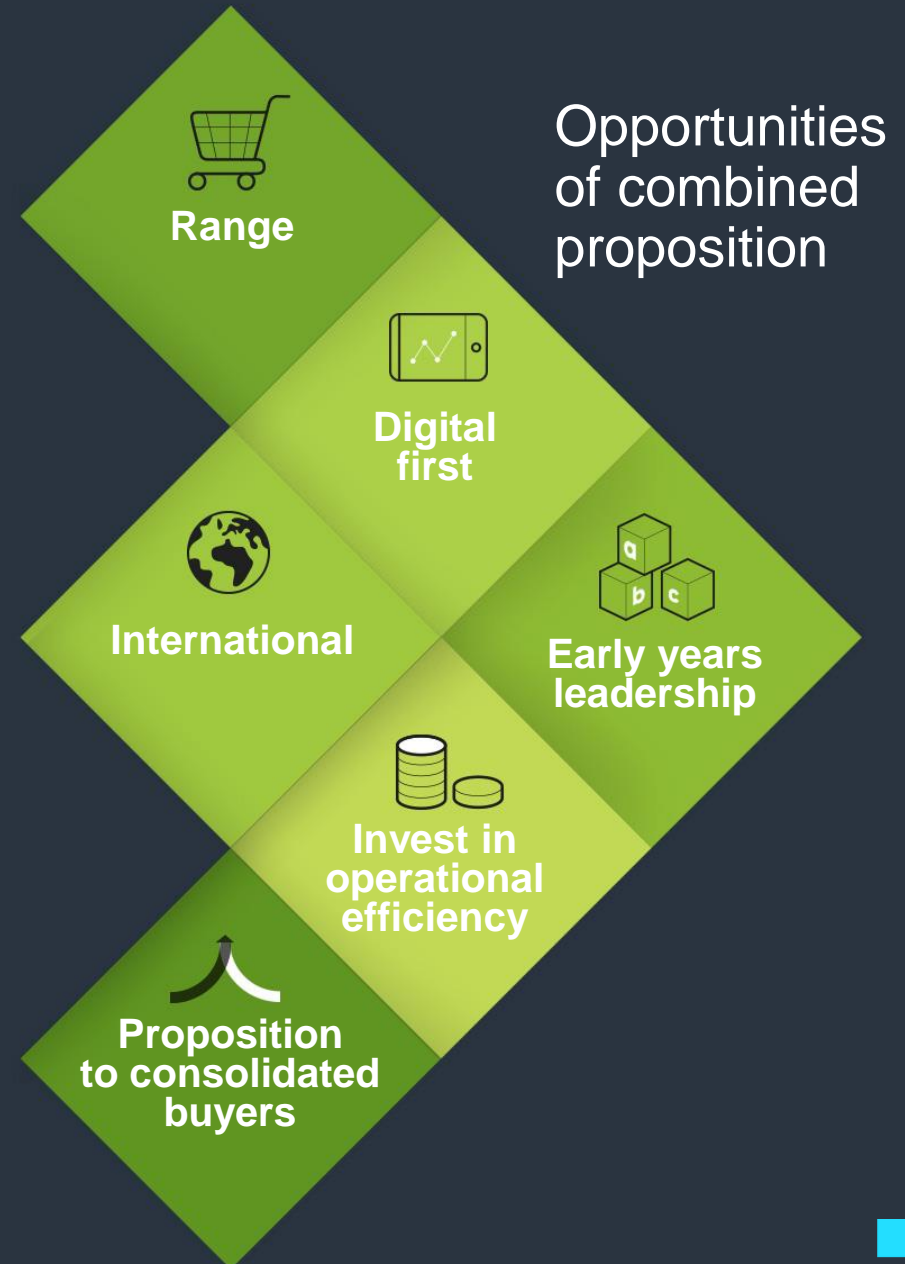 Opportunities
of combined
proposition
Range
Digital
first
International
Early years
leadership
a
b c
Invest in
operational
efficiency
Proposition
to consolidated
buyers